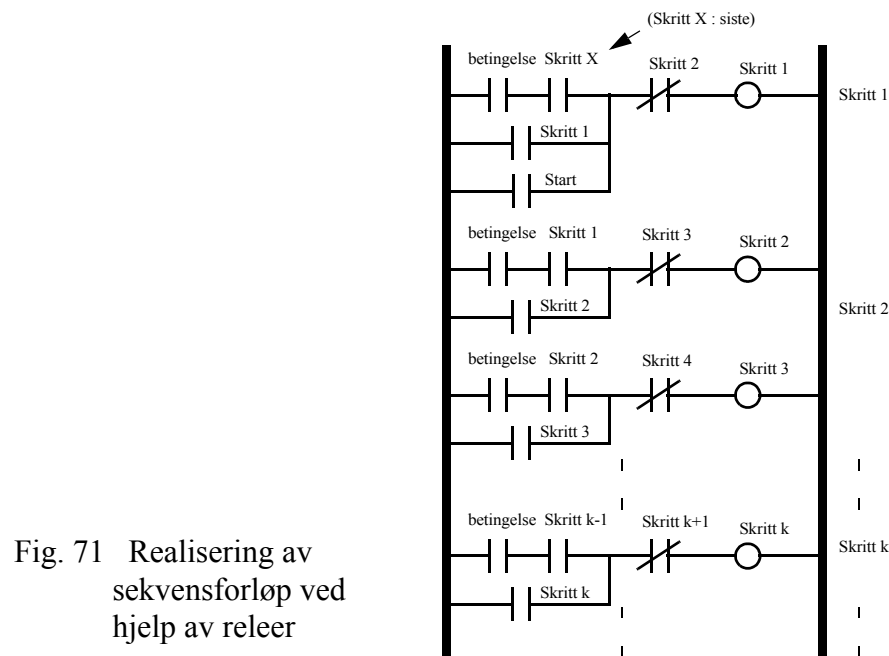 (Skritt X : siste)
betingelse Skritt X Skritt 2 Skritt 1
Skritt 1
Skritt 1
Start
betingelse Skritt 1 Skritt 3 Skritt 2
Skritt 2
Skritt 2
betingelse Skritt 2 Skritt 4 Skritt 3
Skritt 3
betingelse Skritt k-1 Skritt k+1 Skritt k
Skritt k
Skritt k
Fig. 71 Realisering av
sekvensforløp ved
hjelp av releer